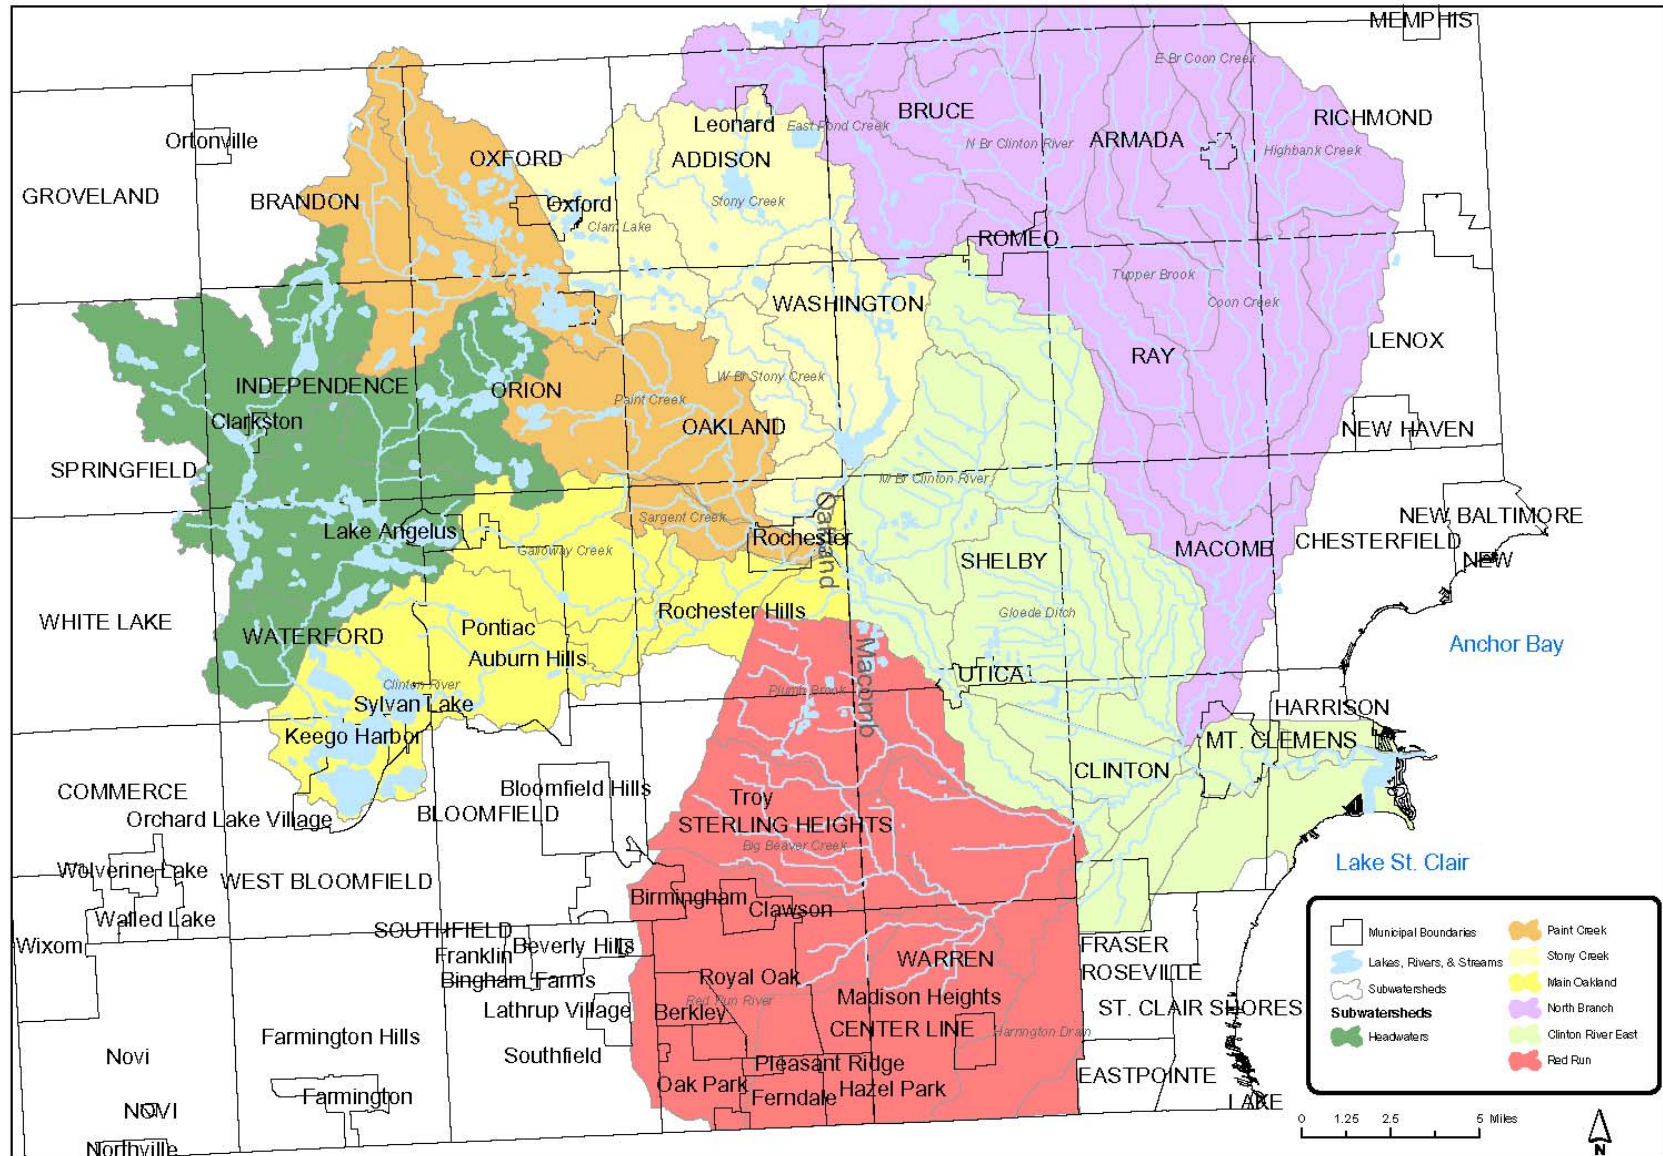 MEMPHIS
E Br Coon Creek
BRUCE
RICHMOND
Leonard
East Pond Creek
Ortonville
N Br Clinton River
ARMADA
Highbank Creek
OXFORD
ADDISON
GROVELAND
BRANDON
Oxford
Stony Creek
Clam Lake
ROMEO
Tupper Brook
Coon Creek
WASHINGTON
LENOX
RAY
W Br Stony Creek
INDEPENDENCE
ORION
Paint Creek
Clarkston
OAKLAND
NEW HAVEN
SPRINGFIELD
M Br Clinton River
Oakland
Sargent Creek
NEW BALTIMORE
Lake Angelus
Rochester
CHESTERFIELD
Galloway Creek
MACOMB
SHELBY
NEW
Rochester Hills
Gloede Ditch
WHITE LAKE
WATERFORD
Pontiac
Anchor Bay
Auburn Hills
Macomb
UTICA
Clinton River
Plumb Brook
Sylvan Lake
HARRISON
Keego Harbor
MT. CLEMENS
CLINTON
COMMERCE
Bloomfield Hills
Troy
Orchard Lake Village
BLOOMFIELD
STERLING HEIGHTS
Big Beaver Creek
Lake St. Clair
Wolverine Lake
WEST BLOOMFIELD
Birmingham
Clawson
Walled Lake
SOUTHFIELD
Wixom
Franklin
Beverly Hills
FRASER
WARREN
Bingham Farms
Royal Oak
ROSEVILLE
Madison Heights
Red Run River
Lathrup Village
Berkley
ST. CLAIR SHORES
CENTER LINE
Harrington Drain
Farmington Hills
Novi
Southfield
Pleasant Ridge
Oak Park
Hazel Park
EASTPOINTE
Farmington
Ferndale
NOVI
LAKE
Northville
Municipal Boundaries
Lakes, Rivers, & Streams
Subwatersheds
Subwatersheds
Headwaters
Paint Creek
Stony Creek
Main Oakland
North Branch
Clinton River East
Red Run
0 1.25 2.5 5 Miles
N